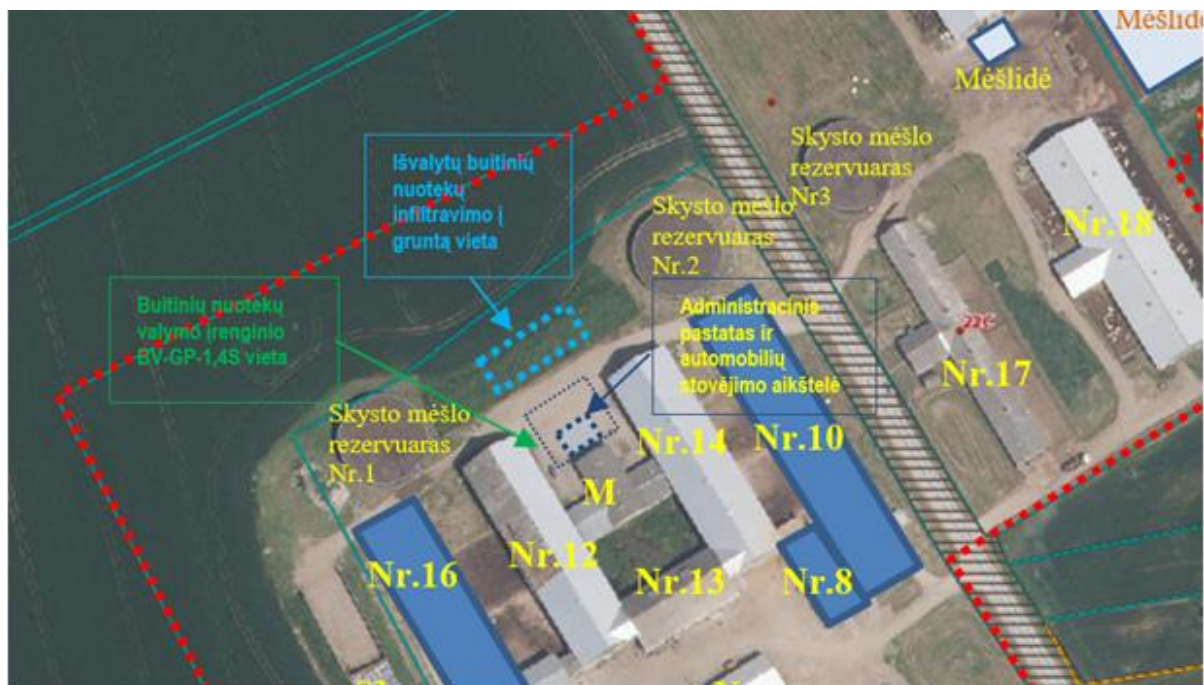 Mėšlidė
Mėšlidė
Skysto mėšlo
rezervuaras
Nr3
Išvalytų buitinių
nuotekų
infiltravimo į
gruntą vieta
Skysto mėšlo
rezervuaras
Nr.2
Nr.18
Buitinių nuotekų
valymo įrenginio
BV-GP-1,4S vieta
Administracinis
pastatas ir
automobilių
stovėjimo aikštelė
Nr.17
Skysto mėšlo
rezervuaras
Nr.1
Nr.14
Nr.10
M
Nr.12
Nr.16
Nr.13
Nr.8